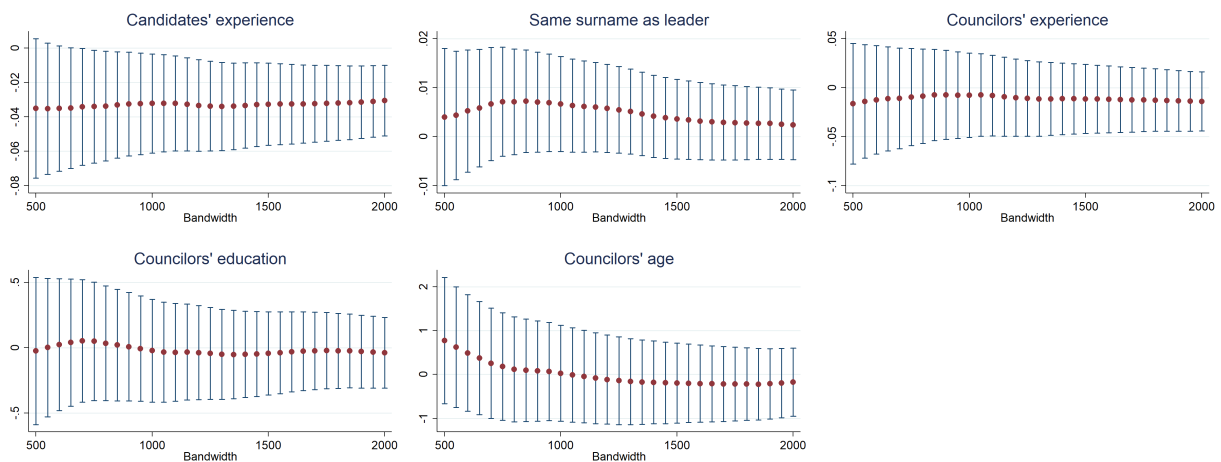 Candidates' experience
0
-.02
-.04
-.06
-.08
500 1000 1500 2000
Bandwidth
Same surname as leader
.02
.01
0
-.01
500 1000 1500 2000
Bandwidth
Councilors' experience
.05
0
-.05
-.1
500 1000 1500 2000
Bandwidth
Councilors' education
.5
0
-.5
500 1000 1500 2000
Bandwidth
Councilors' age
2
1
0
-1
500 1000 1500 2000
Bandwidth